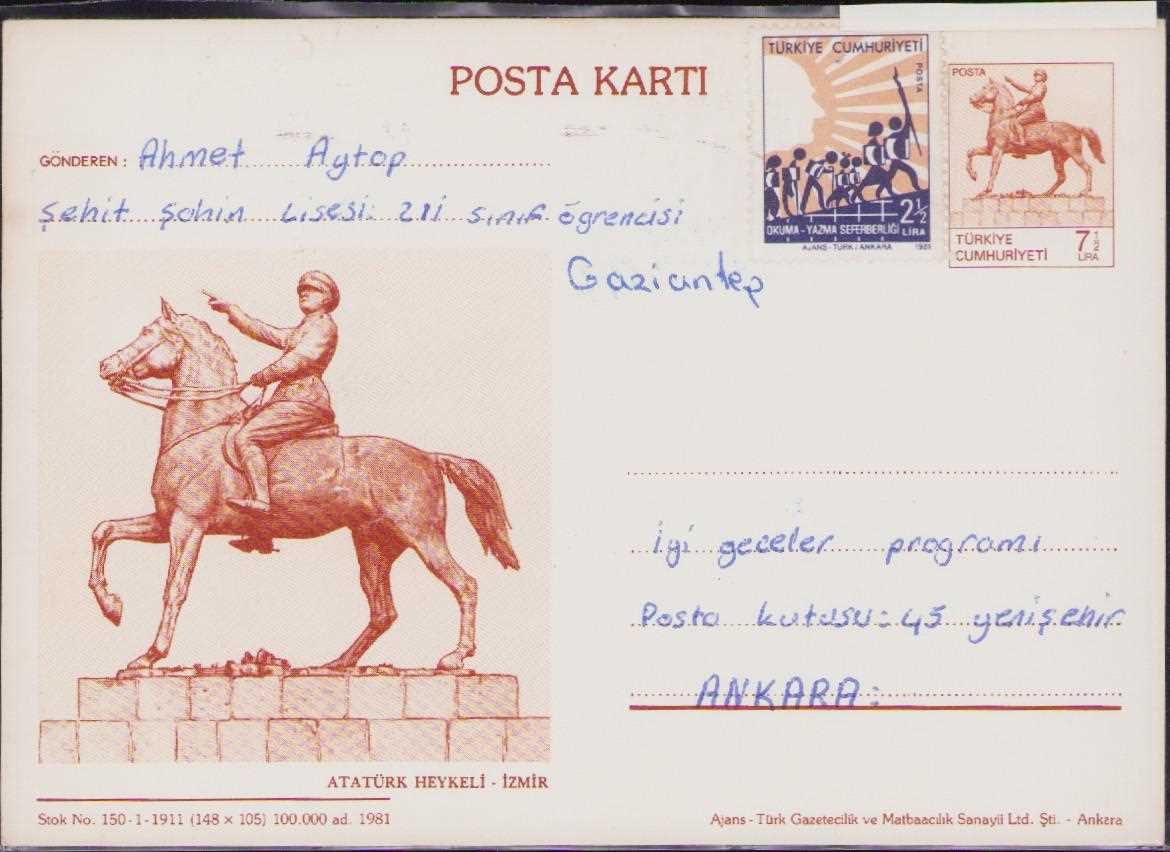 POSTA KARTI
TÜRKİYE CUMHURİYETİ
POSTA
OKUMA - YAZMA SEFERBERLİĞİ
2½ LİRA
AJANS - TÜRK / ANKARA 1981
POSTA
TÜRKİYE CUMHURİYETİ
7½ LİRA
GÖNDEREN : Ahmet Aytop
Şehit Şahin Lisesi: 211 sınıf öğrencisi
Gaziantep
İyi geceler programı
Posta kutusu: 45 yenişehir
ANKARA:
ATATÜRK HEYKELİ - İZMİR
Stok No. 150-1-1911 (148 x 105) 100.000 ad. 1981
Ajans - Türk Gazetecilik ve Matbaacılık Sanayii Ltd. Şti. - Ankara